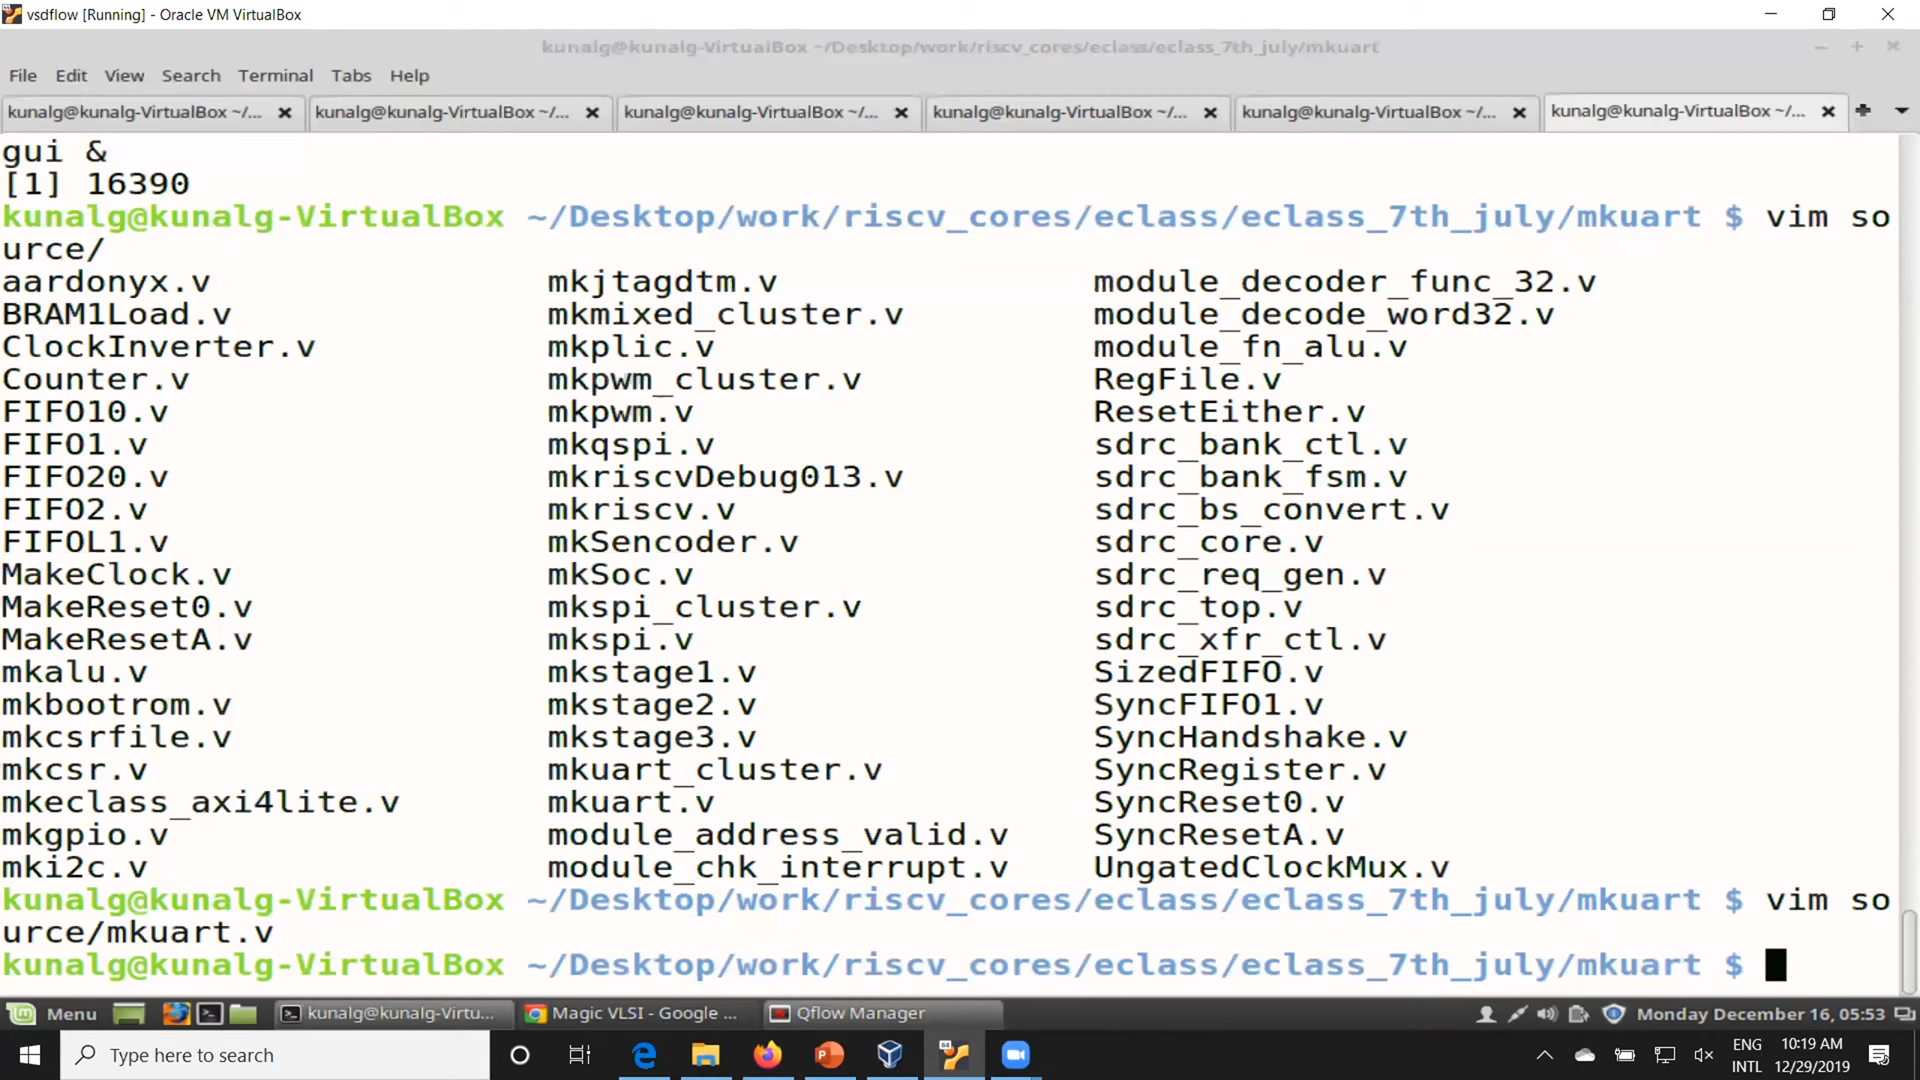 vsdflow [Running] - Oracle VM VirtualBox
kunalg@kunalg-VirtualBox ~/Desktop/work/riscv_cores/eclass/eclass_7th_july/mkuart
File Edit View Search Terminal Tabs Help
kunalg@kunalg-VirtualBox ~/... kunalg@kunalg-VirtualBox ~/... kunalg@kunalg-VirtualBox ~/... kunalg@kunalg-VirtualBox ~/... kunalg@kunalg-VirtualBox ~/... kunalg@kunalg-VirtualBox ~/...
gui &
[1] 16390
kunalg@kunalg-VirtualBox ~/Desktop/work/riscv_cores/eclass/eclass_7th_july/mkuart $ vim so
urce/
aardonyx.v mkjtagdtm.v module_decoder_func_32.v
BRAM1Load.v mkmixed_cluster.v module_decode_word32.v
ClockInverter.v mkplic.v module_fn_alu.v
Counter.v mkpwm_cluster.v RegFile.v
FIFO10.v mkpwm.v ResetEither.v
FIFO1.v mkqspi.v sdrc_bank_ctl.v
FIFO20.v mkriscvDebug013.v sdrc_bank_fsm.v
FIFO2.v mkriscv.v sdrc_bs_convert.v
FIFOL1.v mkSencoder.v sdrc_core.v
MakeClock.v mkSoc.v sdrc_req_gen.v
MakeReset0.v mkspi_cluster.v sdrc_top.v
MakeResetA.v mkspi.v sdrc_xfr_ctl.v
mkalu.v mkstage1.v SizedFIFO.v
mkbootrom.v mkstage2.v SyncFIFO1.v
mkcsrfile.v mkstage3.v SyncHandshake.v
mkcsr.v mkuart_cluster.v SyncRegister.v
mkeclass_axi4lite.v mkuart.v SyncReset0.v
mkgpio.v module_address_valid.v SyncResetA.v
mki2c.v module_chk_interrupt.v UngatedClockMux.v
kunalg@kunalg-VirtualBox ~/Desktop/work/riscv_cores/eclass/eclass_7th_july/mkuart $ vim so
urce/mkuart.v
kunalg@kunalg-VirtualBox ~/Desktop/work/riscv_cores/eclass/eclass_7th_july/mkuart $
Menu kunalg@kunalg-Virtu... Magic VLSI - Google ... Qflow Manager Monday December 16, 05:53
Type here to search ENG 10:19 AM
INTL 12/29/2019